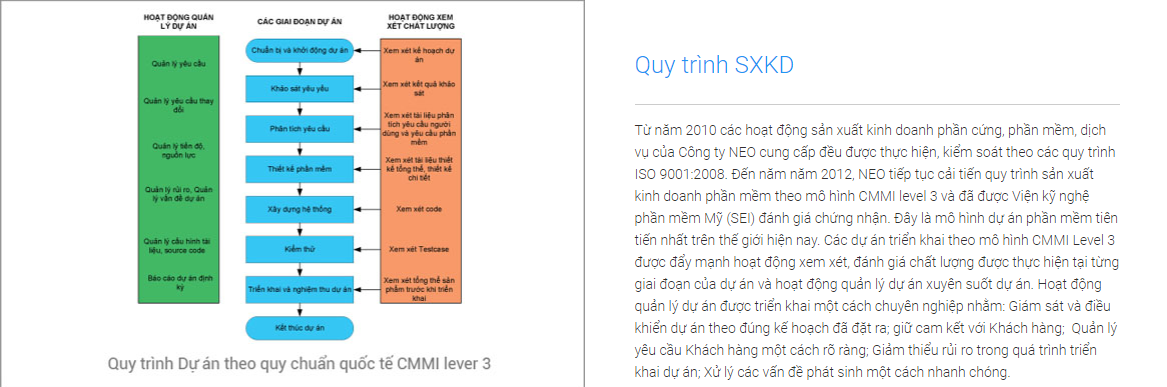 HOẠT ĐỘNG QUẢN
LÝ DỰ ÁN
Quản lý yêu cầu
Quản lý yêu cầu thay
đổi
Quản lý tiến độ,
nguồn lực
Quản lý rủi ro, Quản
lý vấn đề dự án
Quản lý cấu hình tài
liệu, source code
Báo cáo dự án định
kỳ
CÁC GIAI ĐOẠN DỰ ÁN
Chuẩn bị và khởi động dự án
Khảo sát yêu yêu
Phân tích yêu cầu
Thiết kế phần mềm
Xây dựng hệ thống
Kiểm thử
Triển khai và nghiệm thu dự án
Kết thúc dự án
HOẠT ĐỘNG XEM
XÉT CHẤT LƯỢNG
Xem xét kế hoạch dự
án
Xem xét kết quả khảo
sát
Xem xét tài liệu phân
tích yêu cầu người
dùng và yêu cầu phần
mềm
Xem xét tài liệu thiết
kế tổng thể, thiết kế
chi tiết
Xem xét code
Xem xét Testcase
Xem xét tổng thể sản
phẩm trước khi triển
khai
Quy trình Dự án theo quy chuẩn quốc tế CMMI lever 3
Quy trình SXKD
Từ năm 2010 các hoạt động sản xuất kinh doanh phần cứng, phần mềm, dịch
vụ của Công ty NEO cung cấp đều được thực hiện, kiểm soát theo các quy trình
ISO 9001:2008. Đến năm năm 2012, NEO tiếp tục cải tiến quy trình sản xuất
kinh doanh phần mềm theo mô hình CMMI level 3 và đã được Viện kỹ nghệ
phần mềm Mỹ (SEI) đánh giá chứng nhận. Đây là mô hình dự án phần mềm tiên
tiến nhất trên thế giới hiện nay. Các dự án triển khai theo mô hình CMMI Level 3
được đẩy mạnh hoạt động xem xét, đánh giá chất lượng được thực hiện tại từng
giai đoạn của dự án và hoạt động quản lý dự án xuyên suốt dự án. Hoạt động
quản lý dự án được triển khai một cách chuyên nghiệp nhằm: Giám sát và điều
khiển dự án theo đúng kế hoạch đã đặt ra; giữ cam kết với Khách hàng;  Quản lý
yêu cầu Khách hàng một cách rõ ràng; Giảm thiểu rủi ro trong quá trình triển
khai dự án; Xử lý các vấn đề phát sinh một cách nhanh chóng.